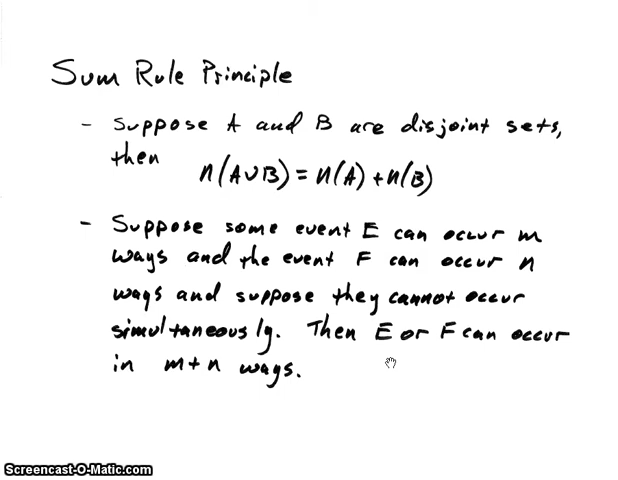 Sum Rule Principle
- Suppose A and B are disjoint sets,
then
n(A∪B) = n(A) + n(B)
- Suppose some event E can occur m
ways and the event F can occur n
ways and suppose they cannot occur
simultaneously. Then E or F can occur
in m+n ways.
Screencast-O-Matic.com